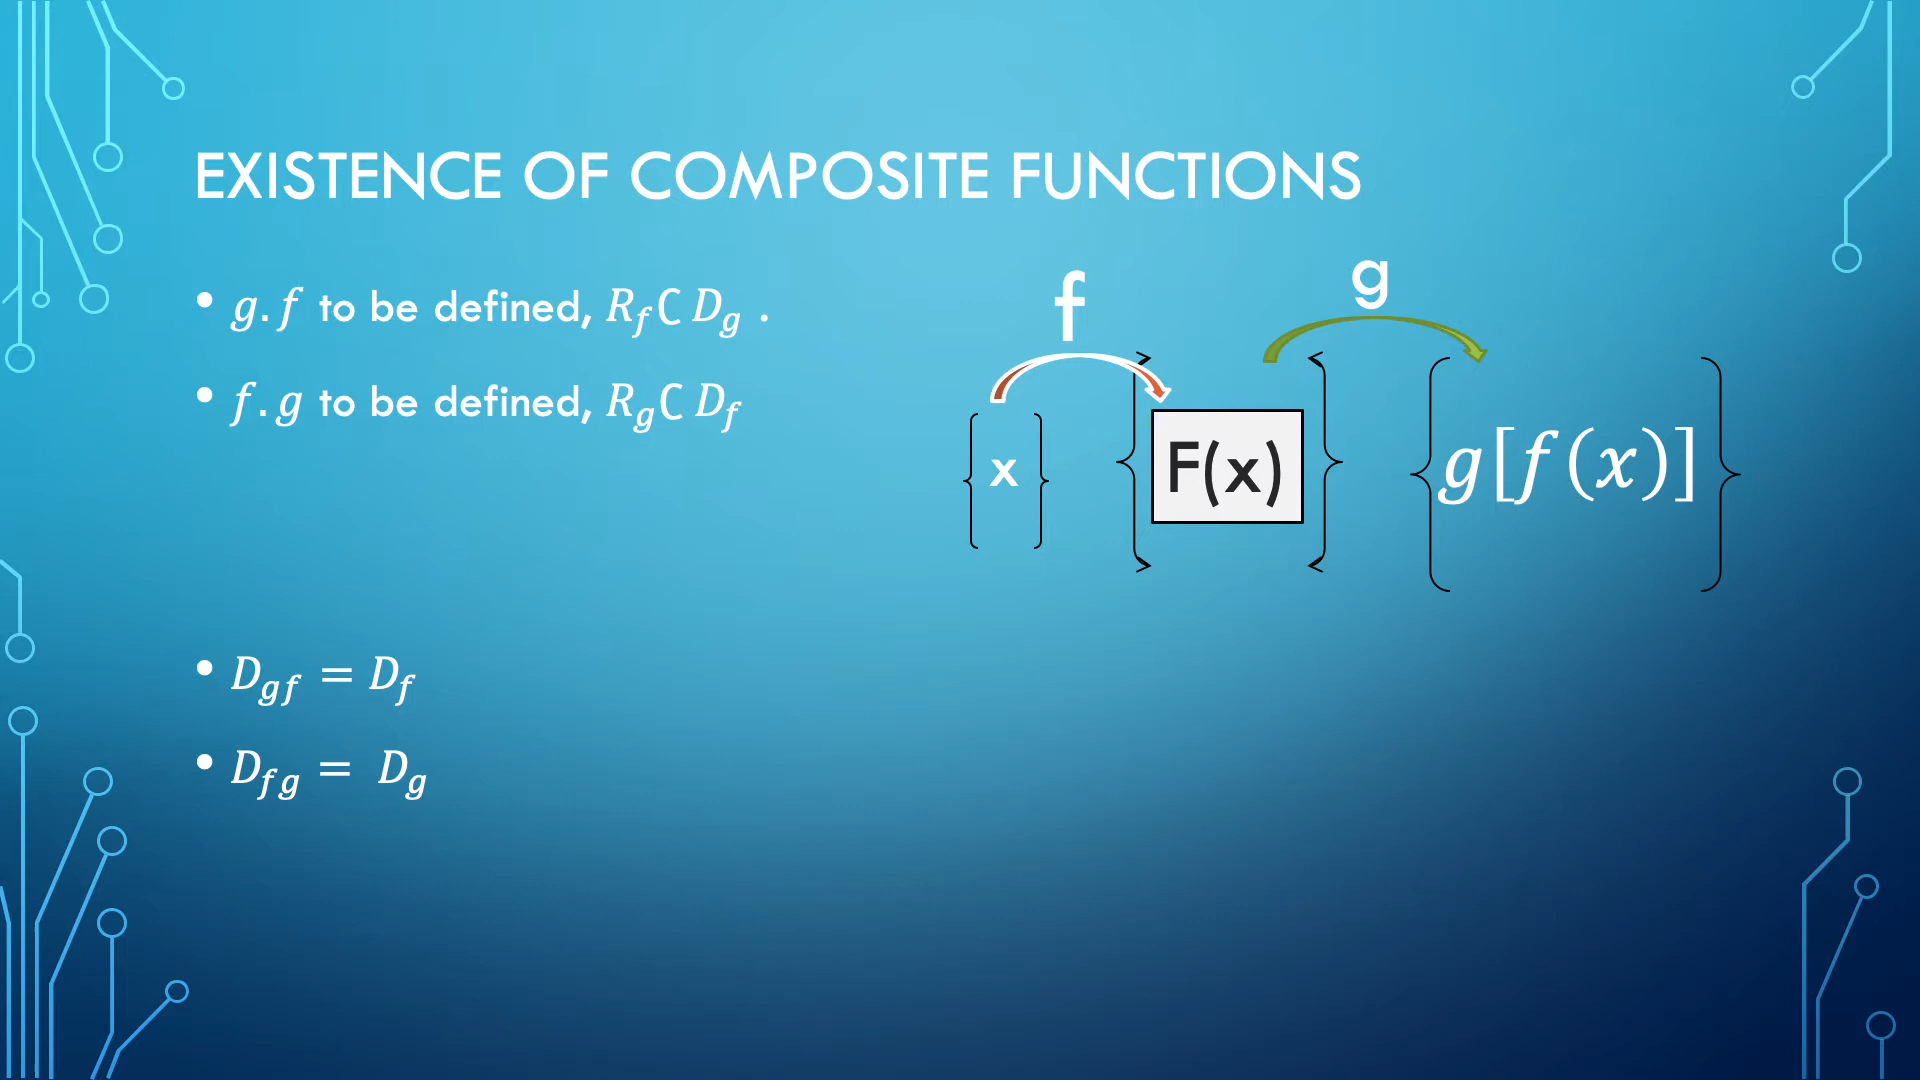 EXISTENCE OF COMPOSITE FUNCTIONS
• g.f to be defined, R_f⊂ D_g .
• f.g to be defined, R_g⊂ D_f
f
g
x
F(x)
g[f(x)]
• D_gf = D_f
• D_fg = D_g